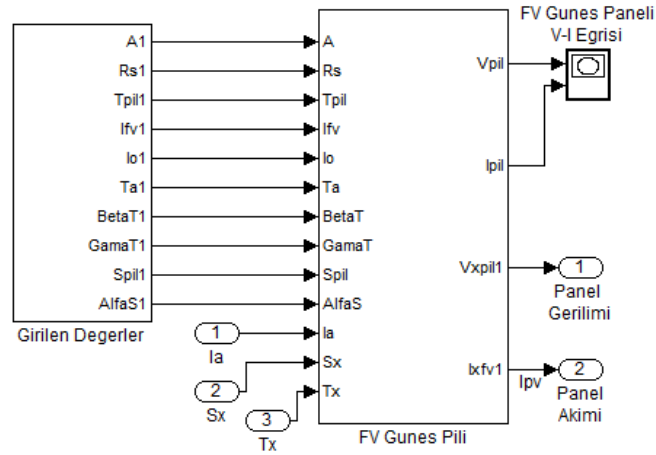 FV Gunes Paneli
V-I Egrisi
A1
Rs1
Tpil1
Ifv1
Io1
Ta1
BetaT1
GamaT1
Spil1
AlfaS1
Girilen Degerler
A
Rs
Tpil
Ifv
Io
Ta
BetaT
GamaT
Spil
AlfaS
Ia
Sx
Tx
Vpil
Ipil
Vxpil1
Ixfv1
FV Gunes Pili
1
Ia
2
Sx
3
Tx
1
Panel
Gerilimi
Ipv
2
Panel
Akimi